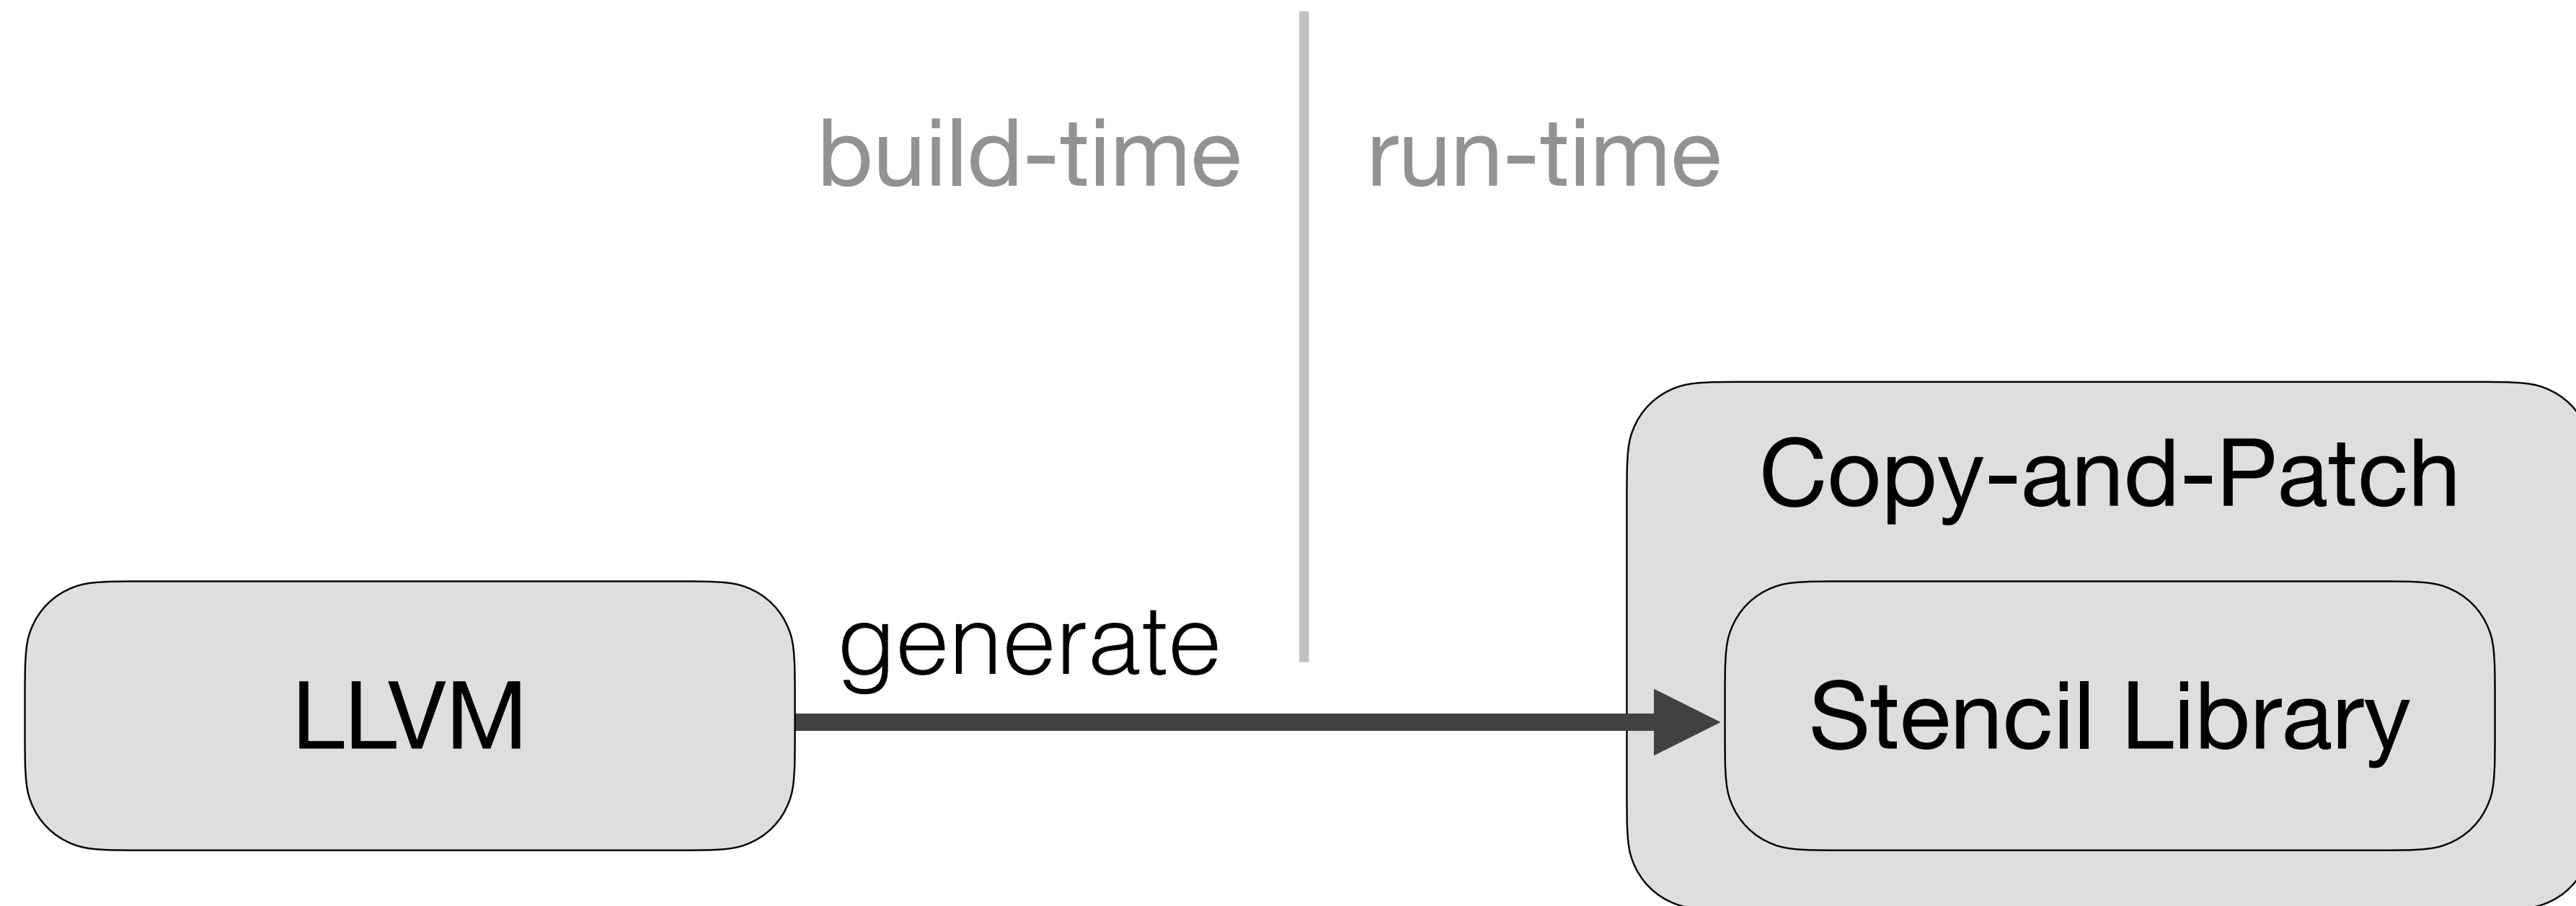 build-time
run-time
Copy-and-Patch
generate
LLVM
Stencil Library